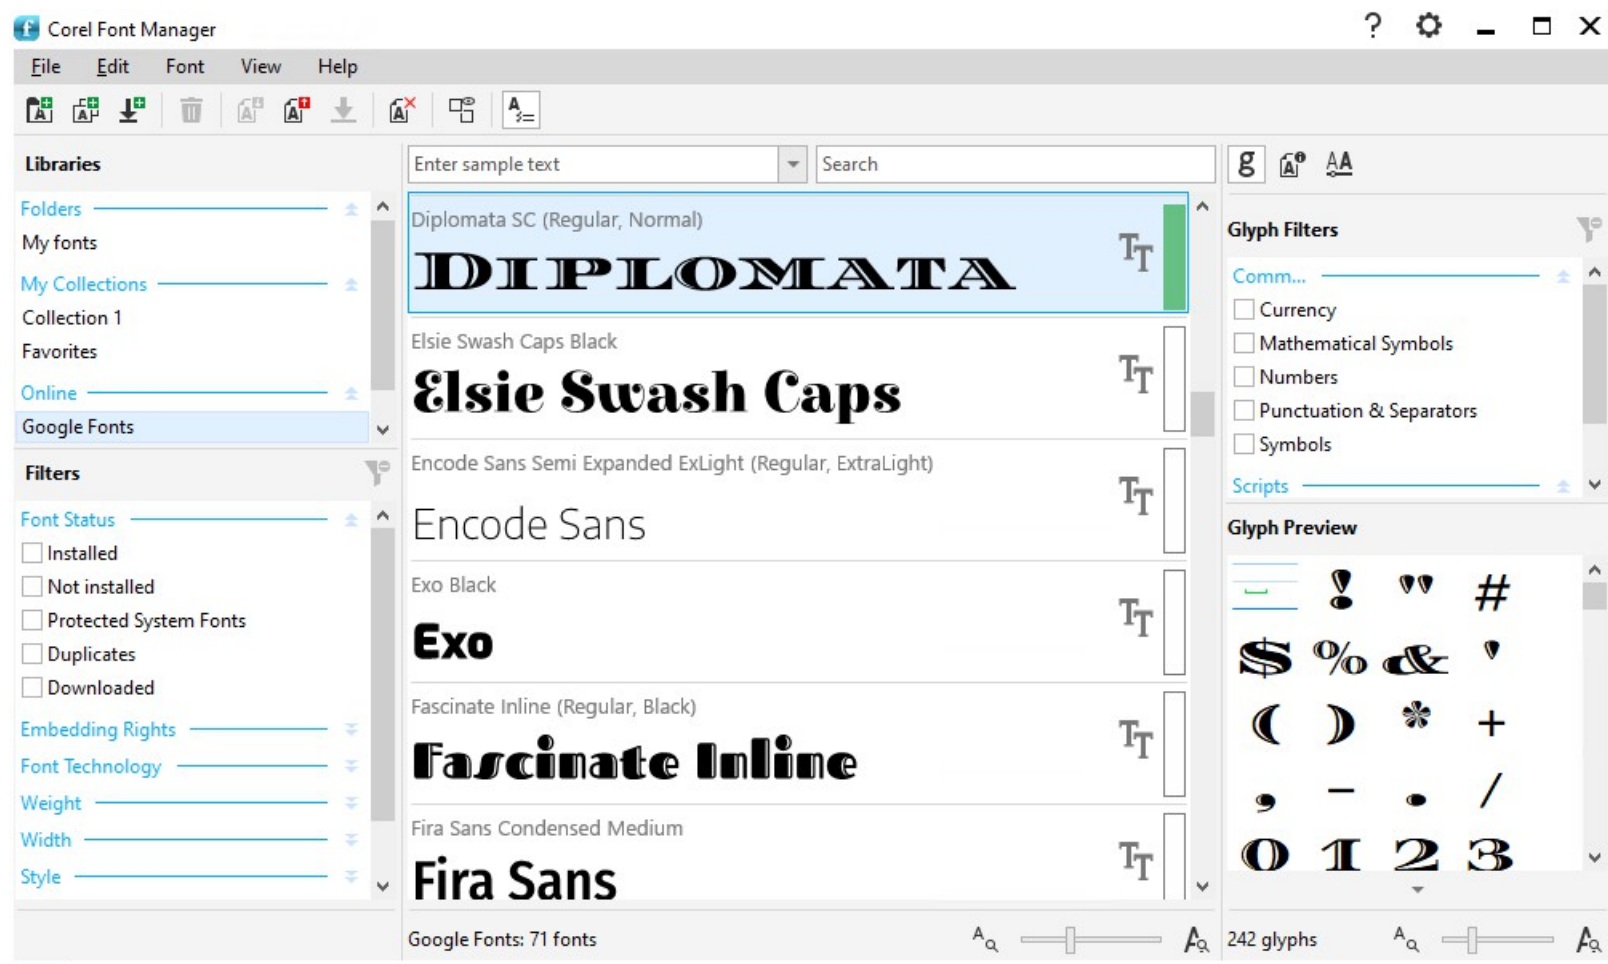 Corel Font Manager
File Edit Font View Help
Libraries
Folders
My fonts
My Collections
Collection 1
Favorites
Online
Google Fonts
Filters
Font Status
Installed
Not installed
Protected System Fonts
Duplicates
Downloaded
Embedding Rights
Font Technology
Weight
Width
Style
Enter sample text
Search
Diplomata SC (Regular, Normal)
DIPLOMATA
Elsie Swash Caps Black
Elsie Swash Caps
Encode Sans Semi Expanded ExLight (Regular, ExtraLight)
Encode Sans
Exo Black
Exo
Fascinate Inline (Regular, Black)
Fascinate Inline
Fira Sans Condensed Medium
Fira Sans
Google Fonts: 71 fonts
Glyph Filters
Comm...
Currency
Mathematical Symbols
Numbers
Punctuation & Separators
Symbols
Scripts
Glyph Preview
! " #
$ % & '
( ) * +
, - . /
0 1 2 3
242 glyphs